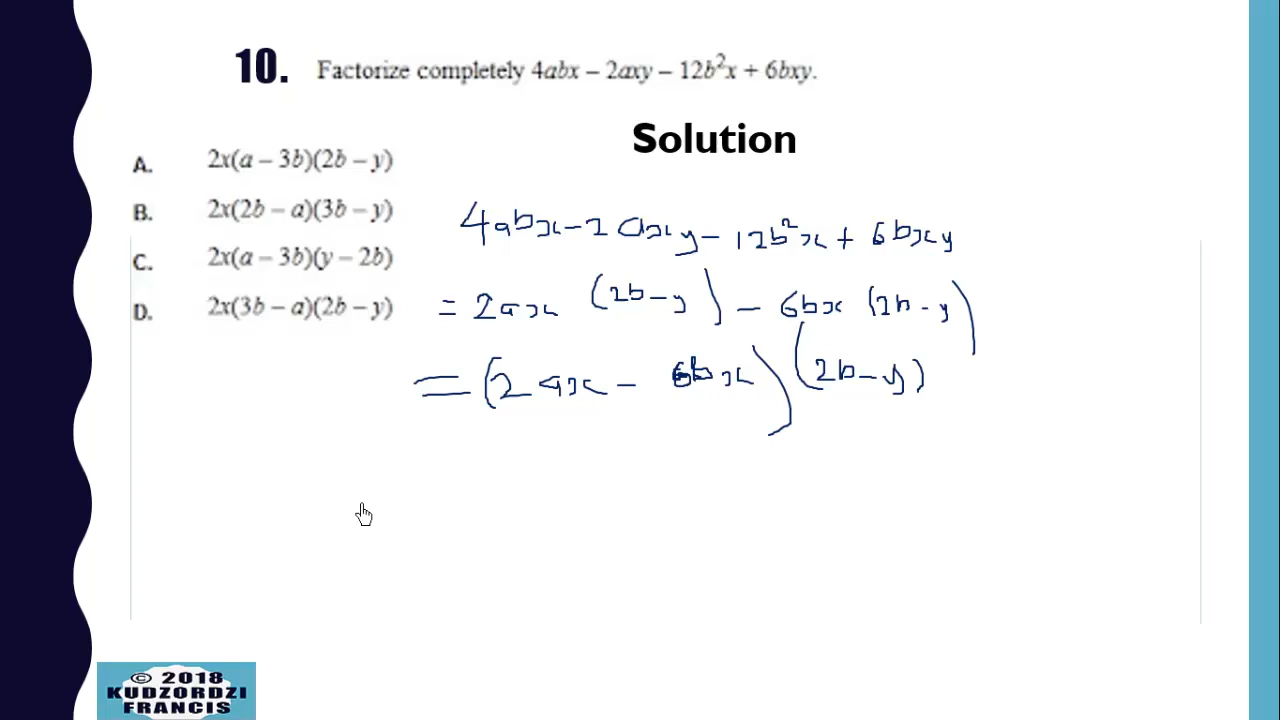 10. Factorize completely 4abx – 2axy – 12b²x + 6bxy.
Solution
A. 2x(a – 3b)(2b – y)
B. 2x(2b – a)(3b – y)
C. 2x(a – 3b)(y – 2b)
D. 2x(3b – a)(2b – y)
4abx – 2axy – 12b²x + 6bxy
= 2ax (2b – y) – 6bx (2b – y)
= (2ax – 6bx)(2b – y)
© 2018
KUDZORDZI
FRANCIS